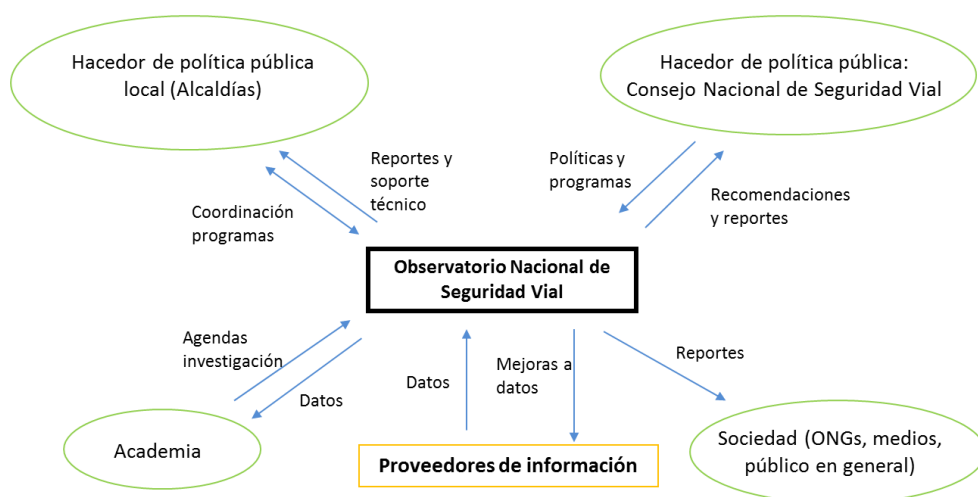 Hacedor de política pública
local (Alcaldías)
Hacedor de política pública:
Consejo Nacional de Seguridad Vial
Reportes y
soporte
técnico
Políticas y
programas
Recomendaciones
y reportes
Coordinación
programas
Observatorio Nacional de
Seguridad Vial
Agendas
investigación
Datos
Datos
Mejoras a
datos
Reportes
Academia
Proveedores de información
Sociedad (ONGs, medios,
público en general)